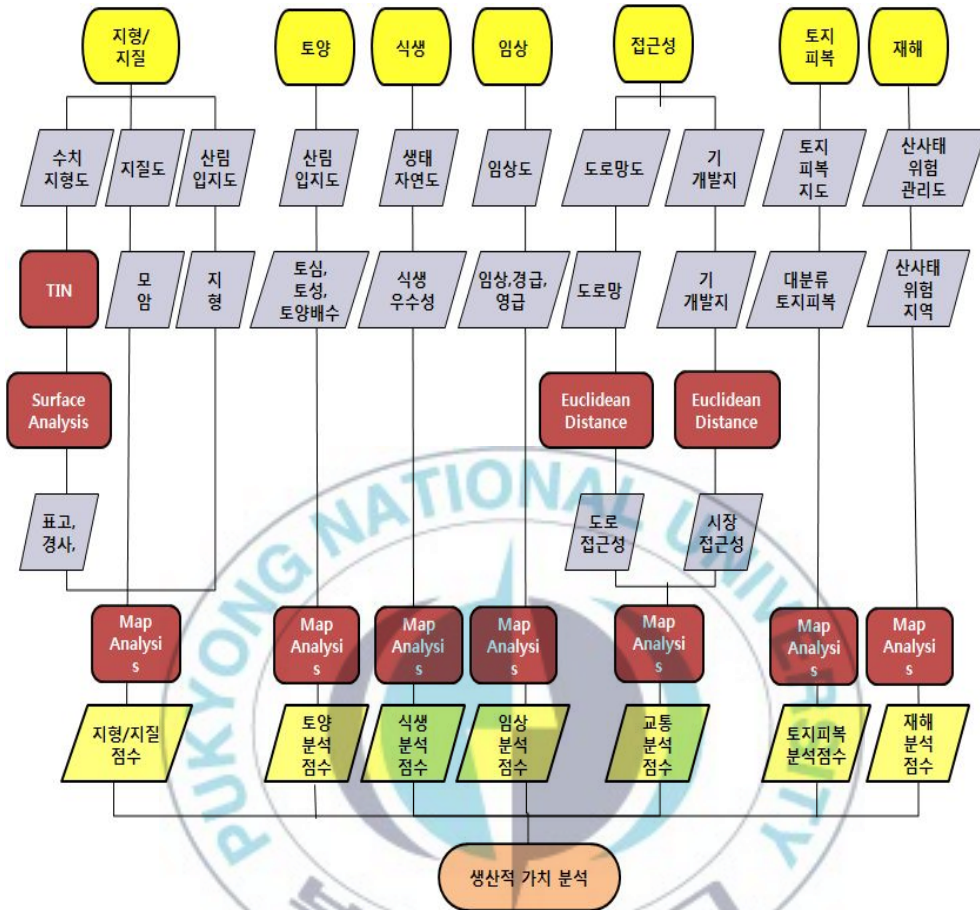 지형/
지질
토양
식생
임상
접근성
토지
피복
재해
수치
지형도
지질도
산림
입지도
산림
입지도
생태
자연도
임상도
도로망도
기
개발지
토지
피복
지도
산사태
위험
관리도
TIN
모
암
지
형
토심,
토성,
토양배수
식생
우수성
임상,경급,
영급
도로망
기
개발지
대분류
토지피복
산사태
위험
지역
Surface
Analysis
Euclidean
Distance
Euclidean
Distance
표고,
경사,
도로
접근성
시장
접근성
Map
Analysi
s
Map
Analysi
s
Map
Analysi
s
Map
Analysi
s
Map
Analysi
s
Map
Analysi
s
Map
Analysi
s
지형/지질
점수
토양
분석
점수
식생
분석
점수
임상
분석
점수
교통
분석
점수
토지피복
분석점수
재해
분석
점수
생산적 가치 분석
PUKYONG NATIONAL UNIVERSITY